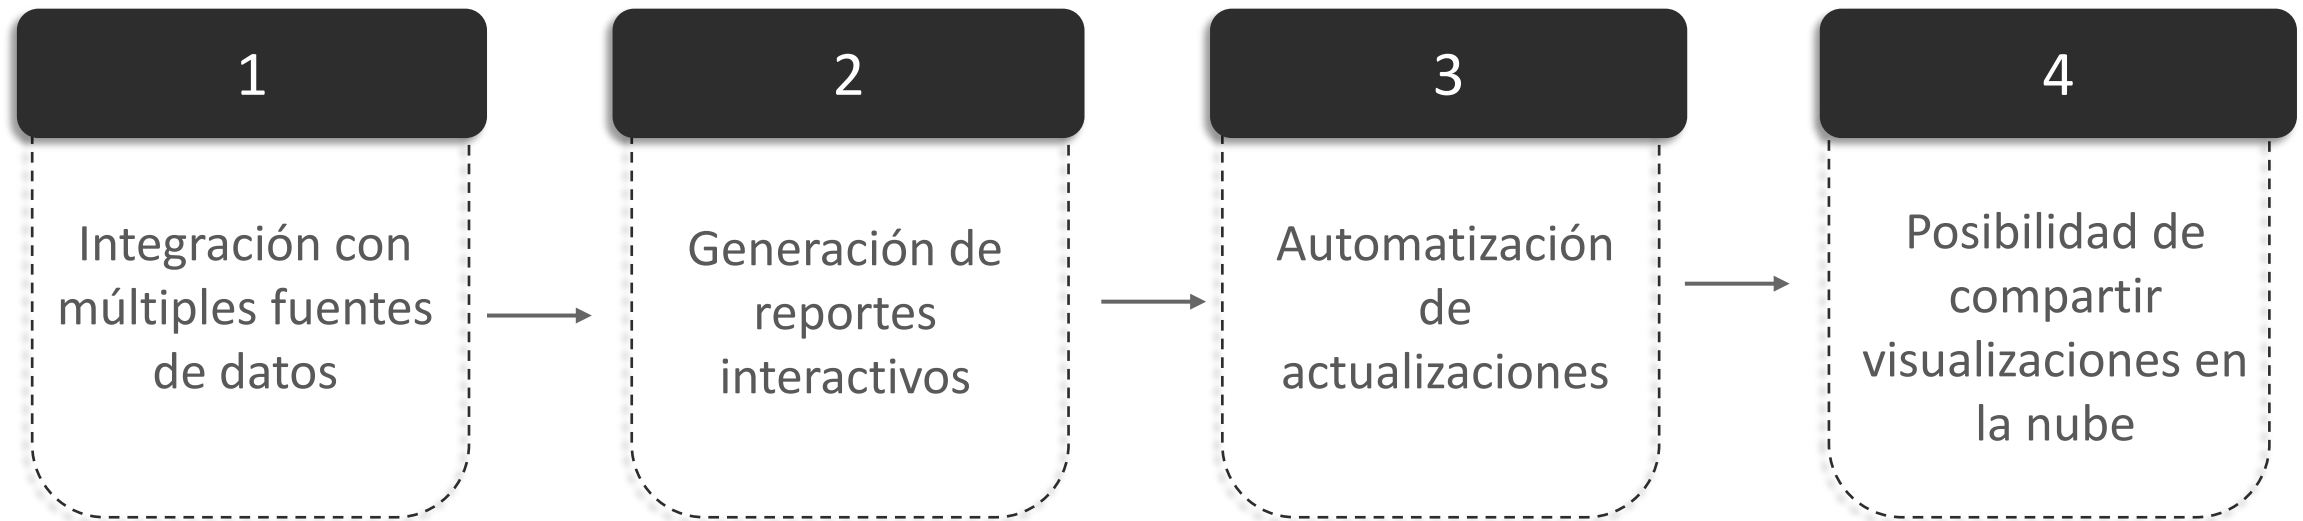 1
Integración con
múltiples fuentes
de datos
2
Generación de
reportes
interactivos
3
Automatización
de
actualizaciones
4
Posibilidad de
compartir
visualizaciones en
la nube